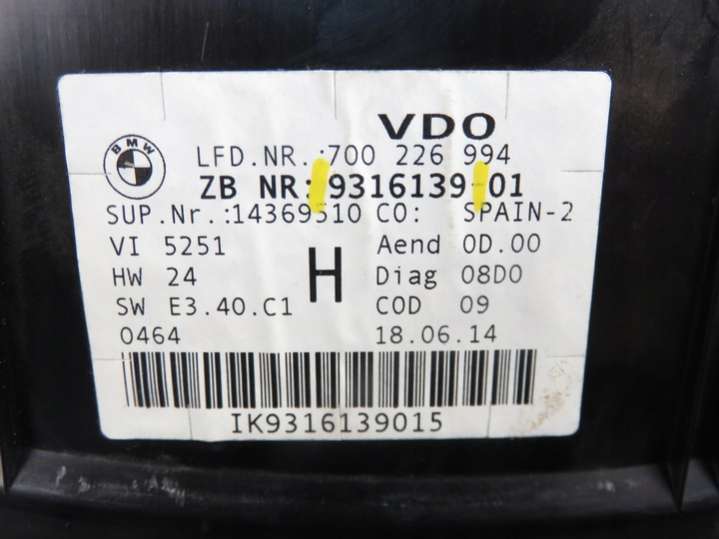 VDO
BMW
LFD.NR.:700 226 994
ZB NR:9316139-01
SUP.Nr.:14369510 CO: SPAIN-2
VI 5251 H Aend 0D.00
HW 24 Diag 08D0
SW E3.40.C1 COD 09
0464 18.06.14
IK9316139015